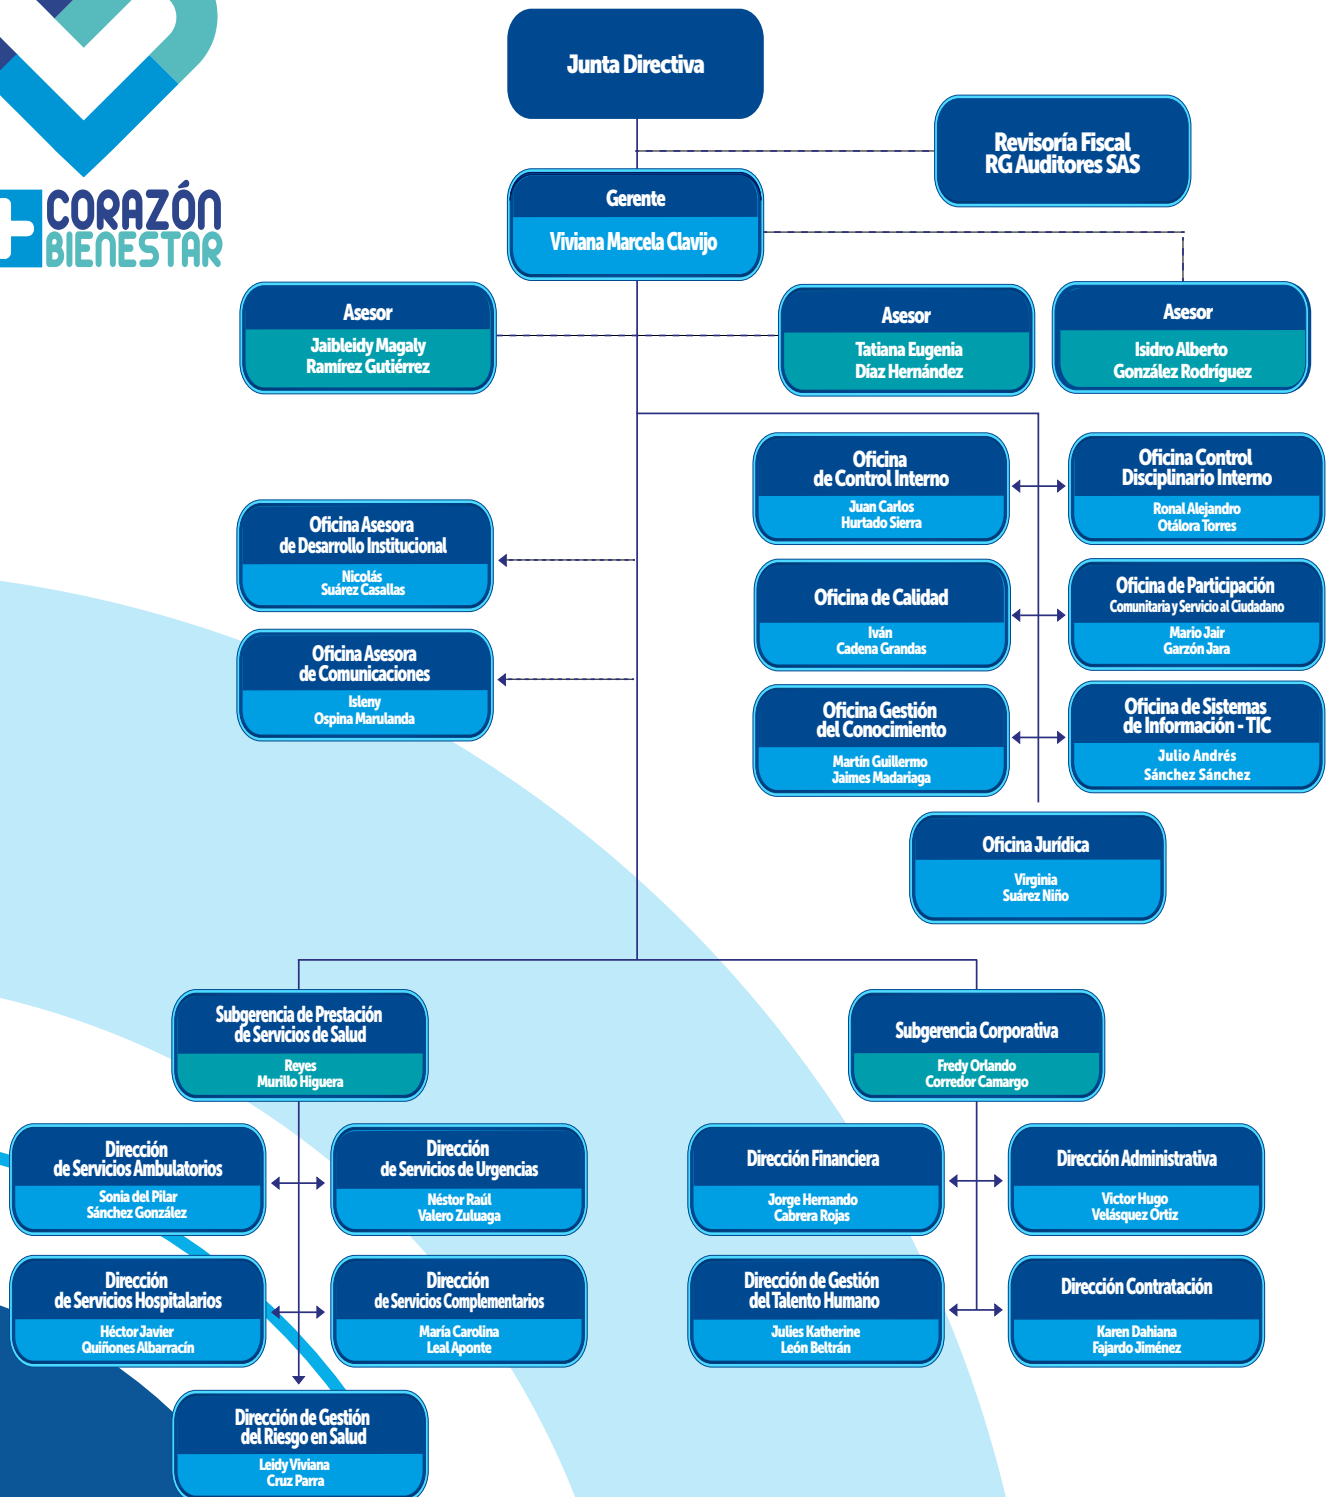 Junta Directiva
Revisoría Fiscal
RG Auditores SAS
CORAZÓN
BIENESTAR
Gerente
Viviana Marcela Clavijo
Asesor
Jaibleidy Magaly
Ramírez Gutiérrez
Asesor
Tatiana Eugenia
Díaz Hernández
Asesor
Isidro Alberto
González Rodríguez
Oficina
de Control Interno
Juan Carlos
Hurtado Sierra
Oficina Control
Disciplinario Interno
Ronal Alejandro
Otálora Torres
Oficina Asesora
de Desarrollo Institucional
Nicolás
Suárez Casallas
Oficina de Calidad
Iván
Cadena Grandas
Oficina de Participación
Comunitaria y Servicio al Ciudadano
Mario Jair
Garzón Jara
Oficina Asesora
de Comunicaciones
Isleny
Ospina Marulanda
Oficina Gestión
del Conocimiento
Martín Guillermo
Jaimes Madariaga
Oficina de Sistemas
de Información - TIC
Julio Andrés
Sánchez Sánchez
Oficina Jurídica
Virginia
Suárez Niño
Subgerencia de Prestación
de Servicios de Salud
Reyes
Murillo Higuera
Subgerencia Corporativa
Fredy Orlando
Corredor Camargo
Dirección
de Servicios Ambulatorios
Sonia del Pilar
Sánchez González
Dirección
de Servicios de Urgencias
Néstor Raúl
Valero Zuluaga
Dirección Financiera
Jorge Hernando
Cabrera Rojas
Dirección Administrativa
Victor Hugo
Velásquez Ortiz
Dirección
de Servicios Hospitalarios
Héctor Javier
Quiñones Albarracín
Dirección
de Servicios Complementarios
María Carolina
Leal Aponte
Dirección de Gestión
del Talento Humano
Julies Katherine
León Beltrán
Dirección Contratación
Karen Dahiana
Fajardo Jiménez
Dirección de Gestión
del Riesgo en Salud
Leidy Viviana
Cruz Parra